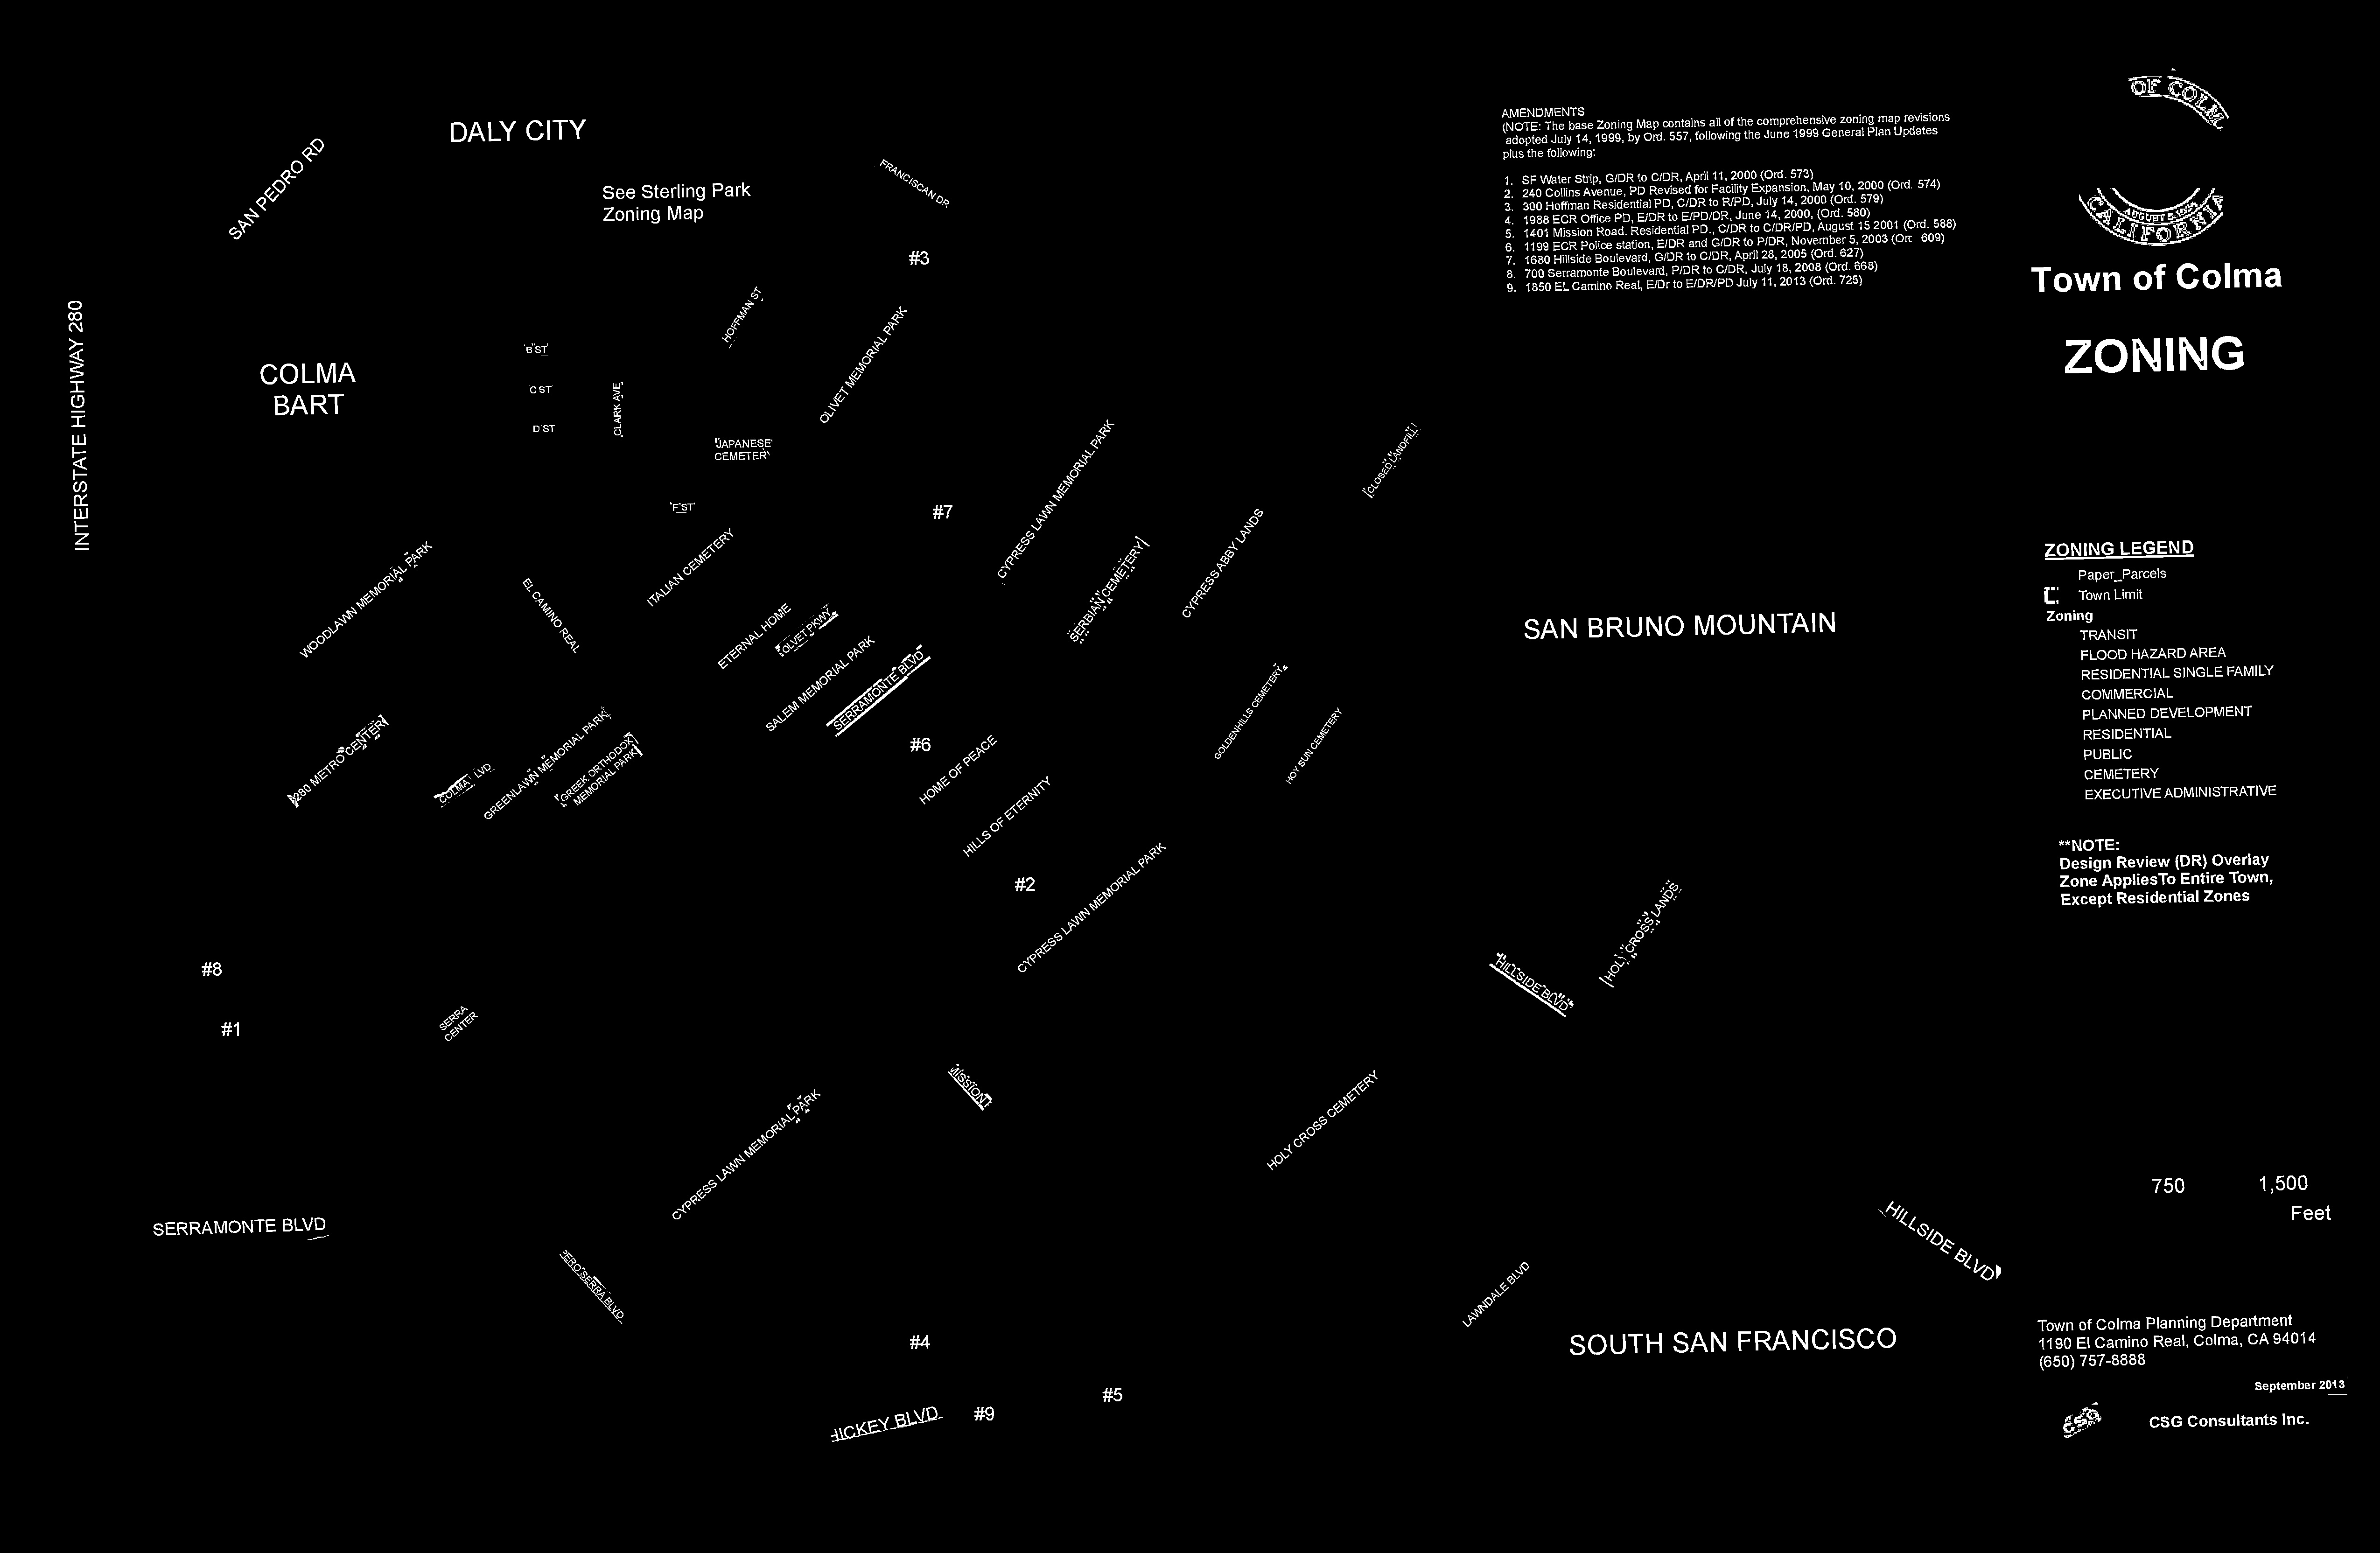 OF COLMA
AUGUST 5, 1924
CALIFORNIA
Town of Colma
ZONING
AMENDMENTS
(NOTE: The base Zoning Map contains all of the comprehensive zoning map revisions
adopted July 14, 1999, by Ord. 557, following the June 1999 General Plan Updates
plus the following:
1. SF Water Strip, G/DR to C/DR, April 11, 2000 (Ord. 573)
2. 240 Collins Avenue, PD Revised for Facility Expansion, May 10, 2000 (Ord. 574)
3. 300 Hoffman Residential PD, C/DR to R/PD, July 14, 2000 (Ord. 579)
4. 1988 ECR Office PD, E/DR to E/PD/DR, June 14, 2000, (Ord. 580)
5. 1401 Mission Road. Residential PD., C/DR to C/DR/PD, August 15 2001 (Ord. 588)
6. 1199 ECR Police station, E/DR and G/DR to P/DR, November 5, 2003 (Orc 609)
7. 1680 Hillside Boulevard, G/DR to C/DR, April 28, 2005 (Ord. 627)
8. 700 Serramonte Boulevard, P/DR to C/DR, July 18, 2008 (Ord. 668)
9. 1850 EL Camino Real, E/Dr to E/DR/PD July 11, 2013 (Ord. 725)
DALY CITY
SAN PEDRO RD
See Sterling Park
Zoning Map
FRANCISCAN DR
#3
INTERSTATE HIGHWAY 280
COLMA
BART
HOFFMAN ST
OLIVET MEMORIAL PARK
B ST
C ST
D ST
CLARK AVE
JAPANESE
CEMETERY
F ST
#7
CYPRESS LAWN MEMORIAL PARK
CLOSED LANDFILL
WOODLAWN MEMORIAL PARK
EL CAMINO REAL
ITALIAN CEMETERY
ETERNAL HOME
OLVET PKWY
SALEM MEMORIAL PARK
SERRAMONTE BLVD
SERBIAN CEMETERY
CYPRESS ABBY LANDS
SAN BRUNO MOUNTAIN
GOLDENHILLS CEMETERY
HOY SUN CEMETERY
280 METRO CENTER
COLMA LVD
GREENLAWN MEMORIAL PARK
GREEK ORTHODOX
MEMORIAL PARK
#6
HOME OF PEACE
HILLS OF ETERNITY
#2
CYPRESS LAWN MEMORIAL PARK
HILLSIDE BLVD
HOLY CROSS LANDS
#8
#1
SERRA
CENTER
MISSION
CYPRESS LAWN MEMORIAL PARK
HOLY CROSS CEMETERY
SERRAMONTE BLVD
SERRA BLVD
LAWNDALE BLVD
HILLSIDE BLVD
#4
#5
#9
HICKEY BLVD
SOUTH SAN FRANCISCO
ZONING LEGEND
Paper_Parcels
Town Limit
Zoning
TRANSIT
FLOOD HAZARD AREA
RESIDENTIAL SINGLE FAMILY
COMMERCIAL
PLANNED DEVELOPMENT
RESIDENTIAL
PUBLIC
CEMETERY
EXECUTIVE ADMINISTRATIVE
**NOTE:
Design Review (DR) Overlay
Zone AppliesTo Entire Town,
Except Residential Zones
750 1,500
Feet
Town of Colma Planning Department
1190 El Camino Real, Colma, CA 94014
(650) 757-8888
September 2013
CSG
CSG Consultants Inc.